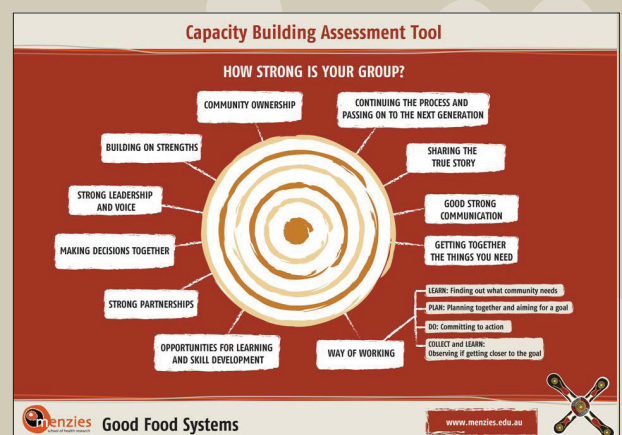 Capacity Building Assessment Tool
HOW STRONG IS YOUR GROUP?
COMMUNITY OWNERSHIP
CONTINUING THE PROCESS AND
PASSING ON TO THE NEXT GENERATION
BUILDING ON STRENGTHS
SHARING THE
TRUE STORY
STRONG LEADERSHIP
AND VOICE
GOOD STRONG
COMMUNICATION
MAKING DECISIONS TOGETHER
GETTING TOGETHER
THE THINGS YOU NEED
STRONG PARTNERSHIPS
OPPORTUNITIES FOR LEARNING
AND SKILL DEVELOPMENT
WAY OF WORKING
LEARN: Finding out what community needs
PLAN: Planning together and aiming for a goal
DO: Committing to action
COLLECT and LEARN:
Observing if getting closer to the goal
menzies
school of health research
Good Food Systems
www.menzies.edu.au